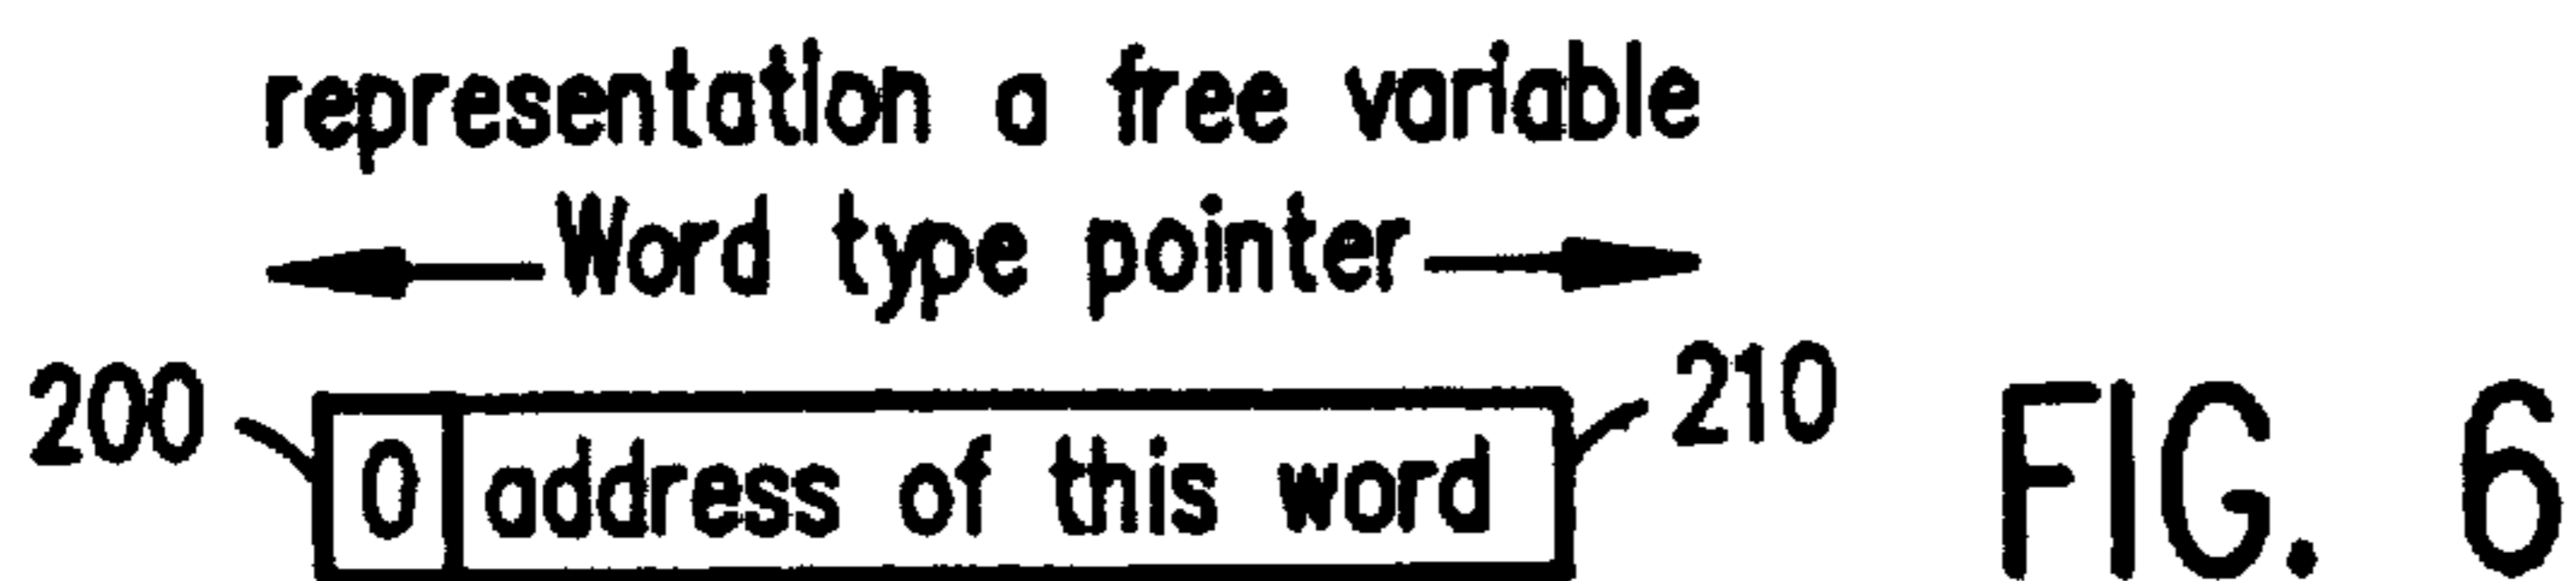 representation a free variable
Word type pointer
200 0 address of this word 210
FIG. 6